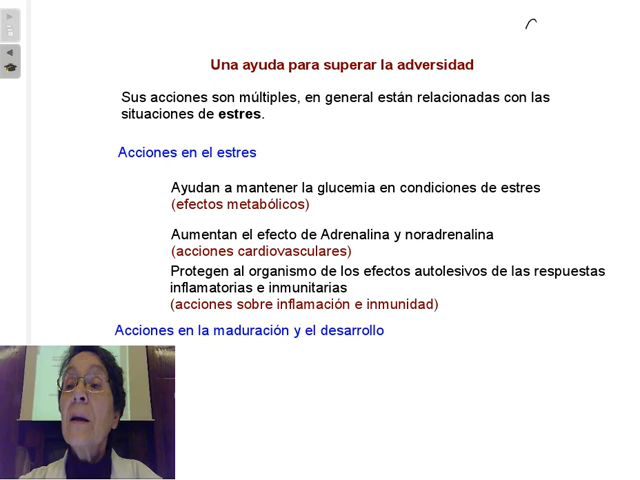 Una ayuda para superar la adversidad
Sus acciones son múltiples, en general están relacionadas con las
situaciones de estres.
Acciones en el estres
Ayudan a mantener la glucemia en condiciones de estres
(efectos metabólicos)
Aumentan el efecto de Adrenalina y noradrenalina
(acciones cardiovasculares)
Protegen al organismo de los efectos autolesivos de las respuestas
inflamatorias e inmunitarias
(acciones sobre inflamación e inmunidad)
Acciones en la maduración y el desarrollo